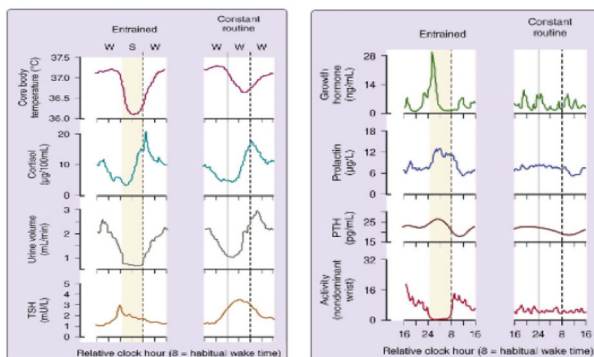 Entrained
Constant
routine
W S W
W W W
Core body
temperature (°C)
37.5
37.0
36.5
36.0
Cortisol
(µg/100mL)
20
10
Urine volume
(mL/min)
3
2
1
TSH
(mU/L)
4
3
2
1
0
Relative clock hour (8 = habitual wake time)
Entrained
Constant
routine
Growth
hormone
(ng/mL)
28
14
0
Prolactin
(µg/L)
18
12
6
PTH
(pg/mL)
25
15
Activity
(nondominant
wrist)
32
16
0
16 24 8 16
16 24 8 16
Relative clock hour (8 = habitual wake time)